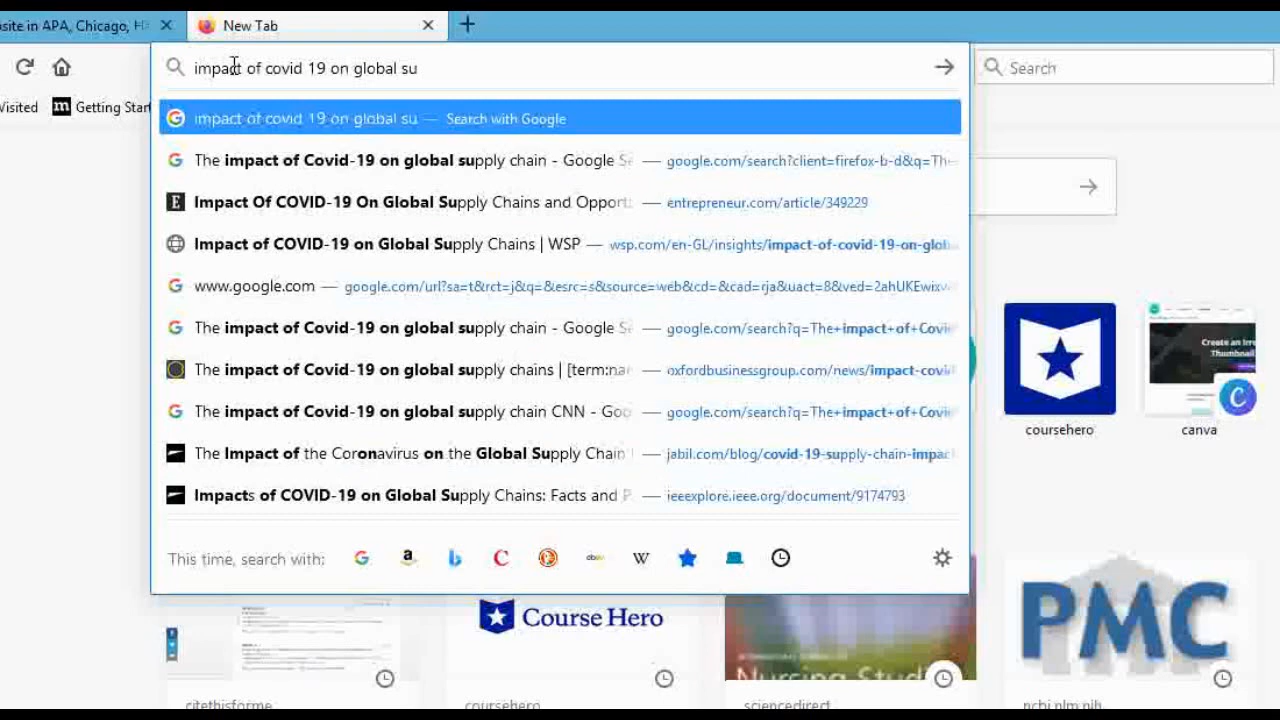 site in APA, Chicago, H
New Tab
impact of covid 19 on global su
Search
Visited
Getting Start
impact of covid 19 on global su — Search with Google
The impact of Covid-19 on global supply chain - Google Se — google.com/search?client=firefox-b-d&q=Th
Impact Of COVID-19 On Global Supply Chains and Opport — entrepreneur.com/article/349229
Impact of COVID-19 on Global Supply Chains | WSP — wsp.com/en-GL/insights/impact-of-covid-19-on-glob
www.google.com — google.com/url?sa=t&rct=j&q=&esrc=s&source=web&cd=&cad=rja&uact=8&ved=2ahUKEwixv
The impact of Covid-19 on global supply chain - Google Se — google.com/search?q=The+impact+of+Covi
The impact of Covid-19 on global supply chains | [term:nam — oxfordbusinessgroup.com/news/impact-covid
The impact of Covid-19 on global supply chain CNN - Goo — google.com/search?q=The+impact+of+Covi
The Impact of the Coronavirus on the Global Supply Chain | — jabil.com/blog/covid-19-supply-chain-impac
Impacts of COVID-19 on Global Supply Chains: Facts and P — ieeexplore.ieee.org/document/9174793
This time, search with:
coursehero
canva
Create an Irre
Thumbnail
Course Hero
PMC
Nursing Studi
citethisforme
coursehero
sciencedirect
ncbi.nlm.nih